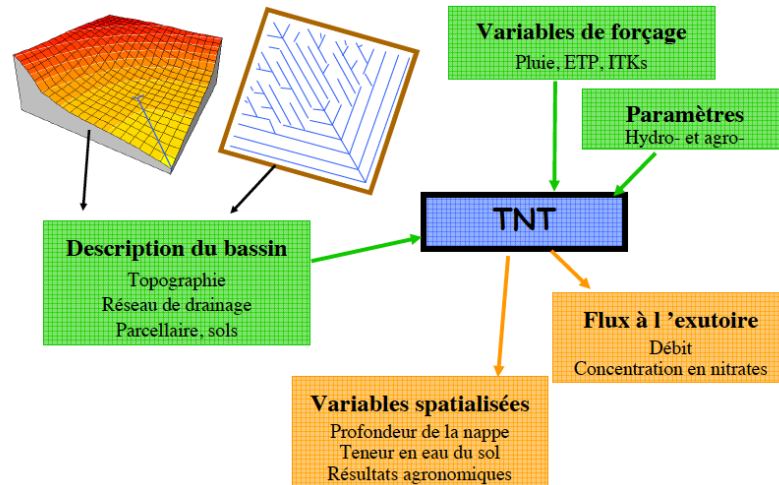 Variables de forçage
Pluie, ETP, ITKs
Paramètres
Hydro- et agro-
TNT
Description du bassin
Topographie
Réseau de drainage
Parcellaire, sols
Flux à l ’exutoire
Débit
Concentration en nitrates
Variables spatialisées
Profondeur de la nappe
Teneur en eau du sol
Résultats agronomiques